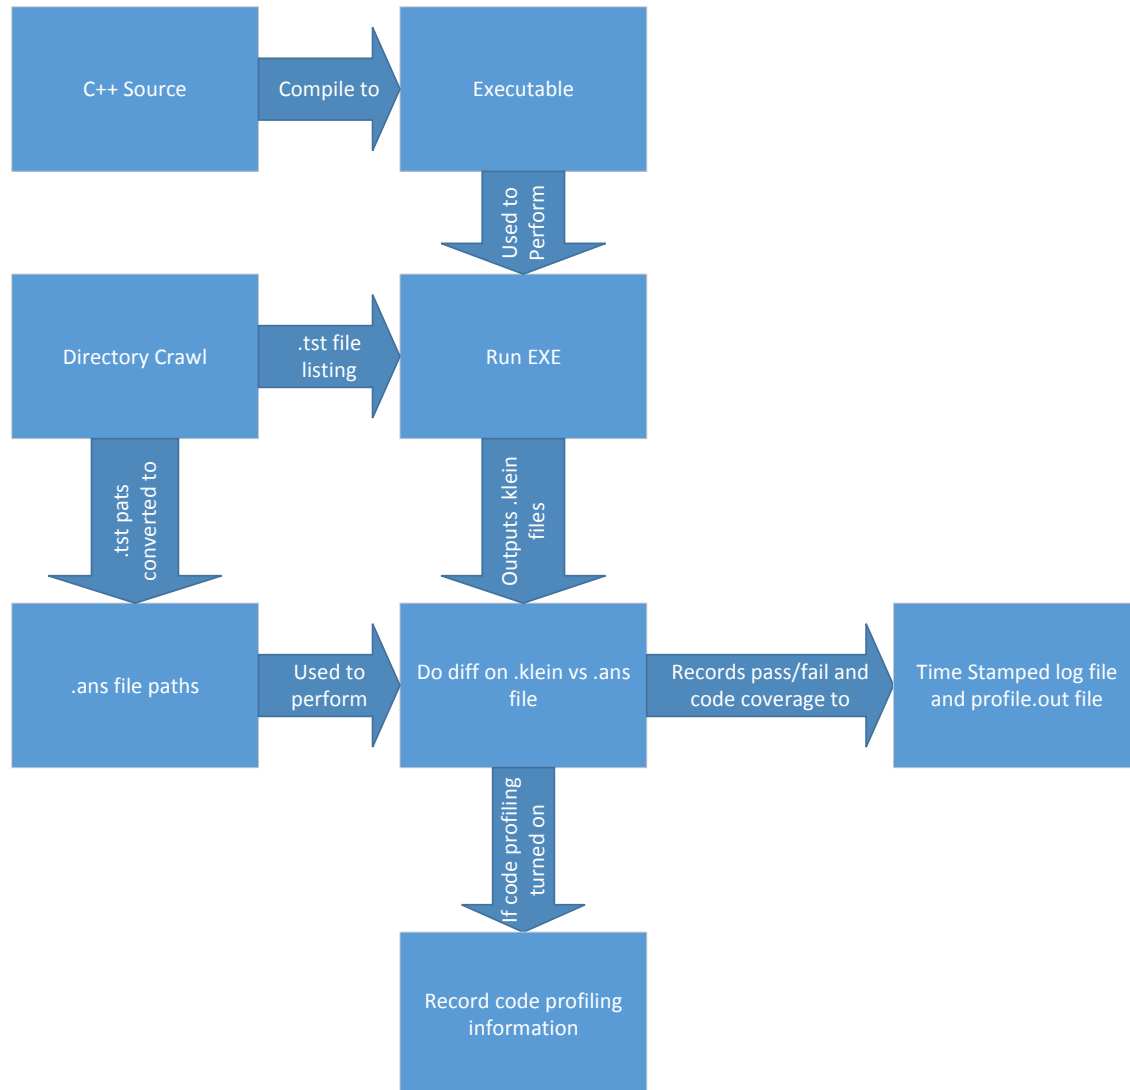 C++ Source
Compile to
Executable
Used to
Perform
Directory Crawl
.tst file
listing
Run EXE
.tst pats
converted to
Outputs .klein
files
.ans file paths
Used to
perform
Do diff on .klein vs .ans
file
Records pass/fail and
code coverage to
Time Stamped log file
and profile.out file
If code profiling
turned on
Record code profiling
information